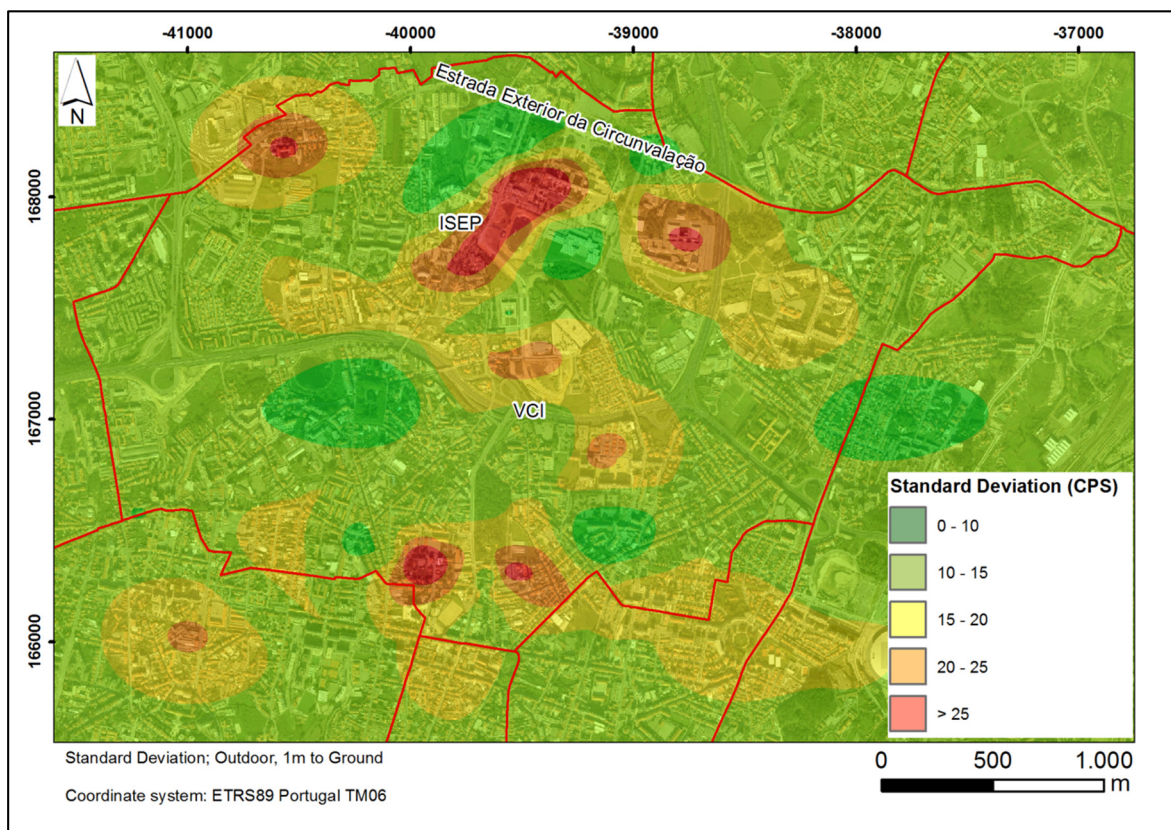 -41000
-40000
-39000
-38000
-37000
168000
167000
166000
N
Estrada Exterior da Circunvalação
ISEP
VCI
Standard Deviation (CPS)
0 - 10
10 - 15
15 - 20
20 - 25
> 25
Standard Deviation; Outdoor, 1m to Ground
Coordinate system: ETRS89 Portugal TM06
0 500 1.000
m